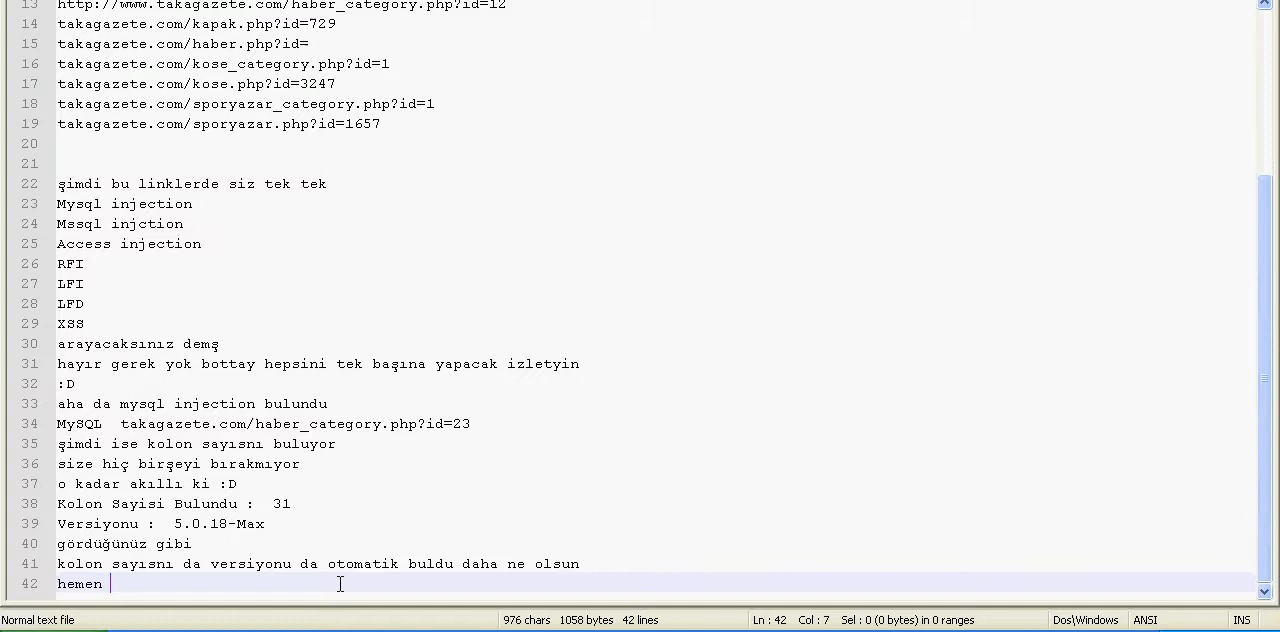 13 http://www.takagazete.com/haber_category.php?id=12
14 takagazete.com/kapak.php?id=729
15 takagazete.com/haber.php?id=
16 takagazete.com/kose_category.php?id=1
17 takagazete.com/kose.php?id=3247
18 takagazete.com/sporyazar_category.php?id=1
19 takagazete.com/sporyazar.php?id=1657
20
21
22 şimdi bu linklerde siz tek tek
23 Mysql injection
24 Mssql injction
25 Access injection
26 RFI
27 LFI
28 LFD
29 XSS
30 arayacaksınız demş
31 hayır gerek yok bottay hepsini tek başına yapacak izletyin
32 :D
33 aha da mysql injection bulundu
34 MySQL  takagazete.com/haber_category.php?id=23
35 şimdi ise kolon sayısnı buluyor
36 size hiç birşeyi bırakmıyor
37 o kadar akıllı ki :D
38 Kolon Sayisi Bulundu :  31
39 Versiyonu :  5.0.18-Max
40 gördüğünüz gibi
41 kolon sayısnı da versiyonu da otomatik buldu daha ne olsun
42 hemen
Normal text file 976 chars 1058 bytes 42 lines Ln : 42 Col : 7 Sel : 0 (0 bytes) in 0 ranges Dos\Windows ANSI INS